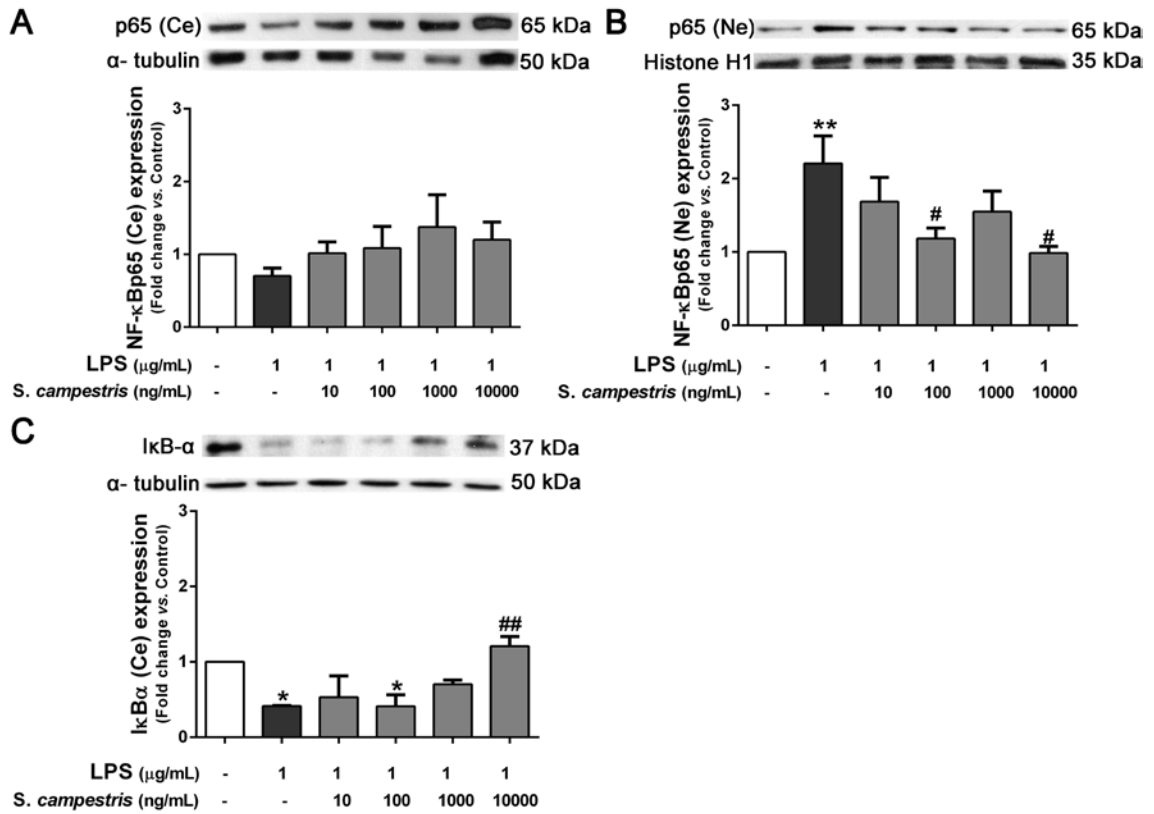 A
p65 (Ce) 65 kDa
α- tubulin 50 kDa
NF-κBp65 (Ce) expression
(Fold change vs. Control)
3
2
1
0
LPS (μg/mL) - 1 1 1 1 1
S. campestris (ng/mL) - - 10 100 1000 10000
B
p65 (Ne) 65 kDa
Histone H1 35 kDa
NF-κBp65 (Ne) expression
(Fold change vs. Control)
3
2
1
0
**
#
#
LPS (μg/mL) - 1 1 1 1 1
S. campestris (ng/mL) - - 10 100 1000 10000
C
IκB-α 37 kDa
α- tubulin 50 kDa
IκBα (Ce) expression
(Fold change vs. Control)
3
2
1
0
*
*
##
LPS (μg/mL) - 1 1 1 1 1
S. campestris (ng/mL) - - 10 100 1000 10000